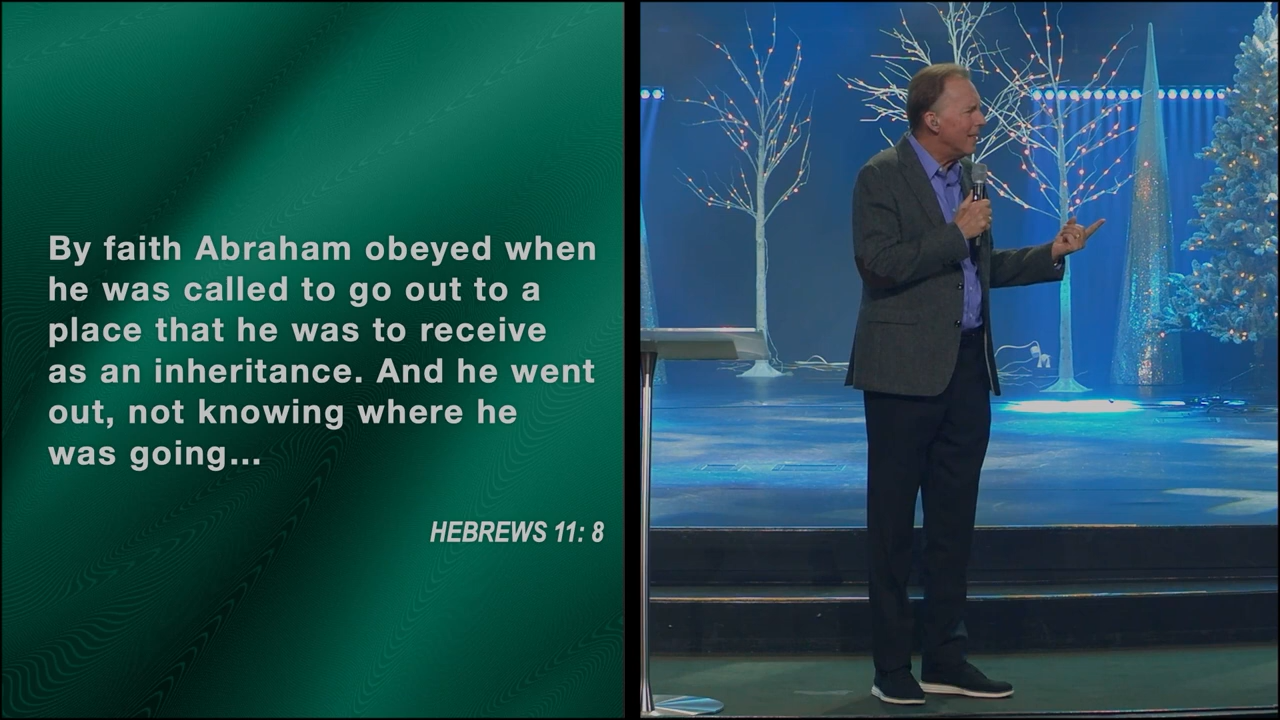 By faith Abraham obeyed when
he was called to go out to a
place that he was to receive
as an inheritance. And he went
out, not knowing where he
was going...
HEBREWS 11: 8